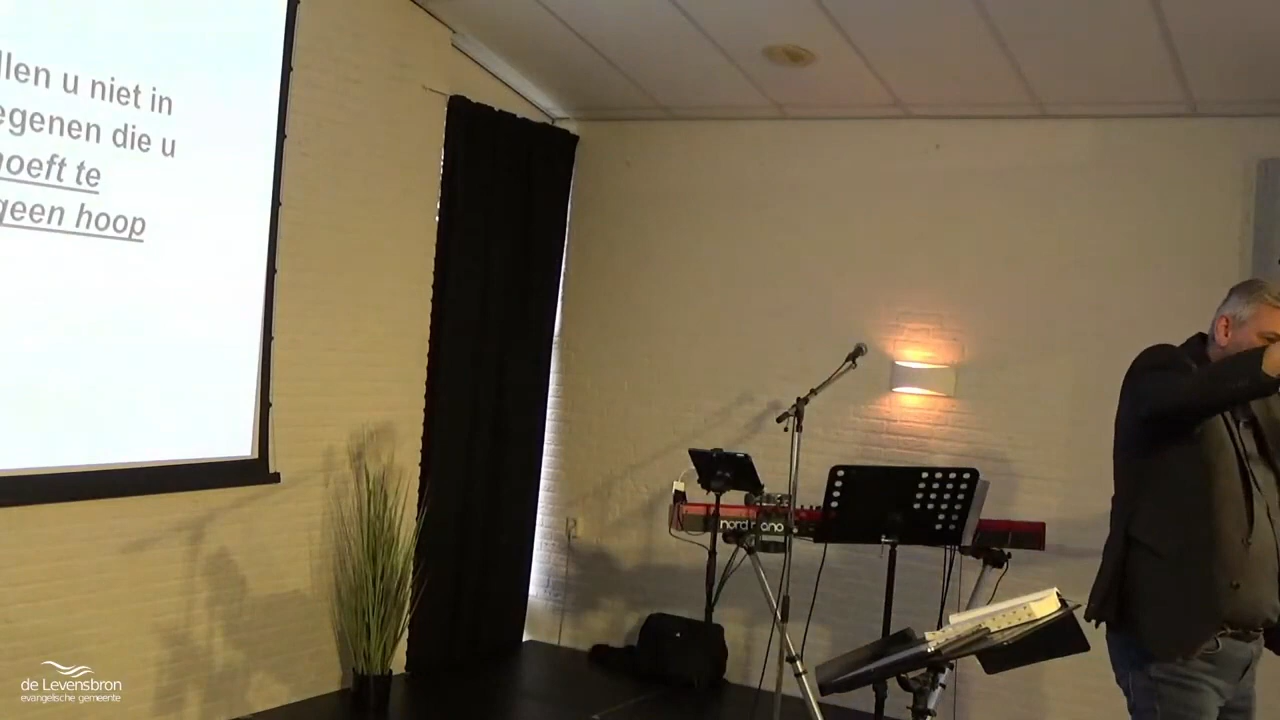 llen u niet in
egenen die u
hoeft te
geen hoop
nord piano
de Levensbron
evangelische gemeente